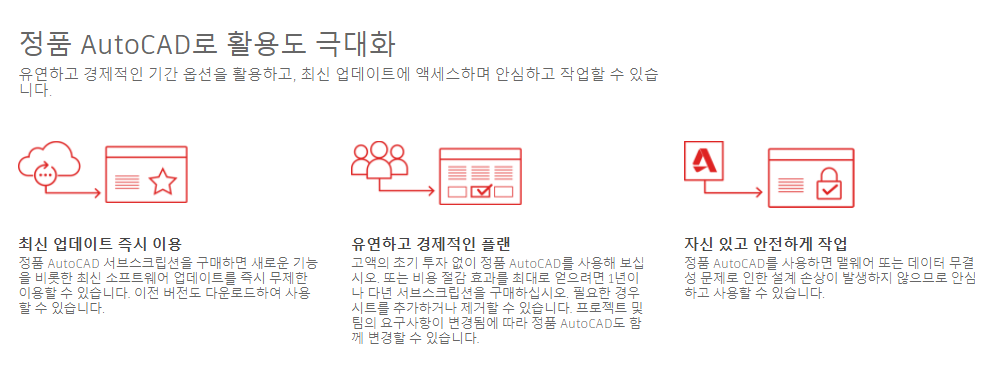 정품 AutoCAD로 활용도 극대화
유연하고 경제적인 기간 옵션을 활용하고, 최신 업데이트에 액세스하며 안심하고 작업할 수 있습
니다.
최신 업데이트 즉시 이용
정품 AutoCAD 서브스크립션을 구매하면 새로운 기능
을 비롯한 최신 소프트웨어 업데이트를 즉시 무제한
이용할 수 있습니다. 이전 버전도 다운로드하여 사용
할 수 있습니다.
유연하고 경제적인 플랜
고액의 초기 투자 없이 정품 AutoCAD를 사용해 보십
시오. 또는 비용 절감 효과를 최대로 얻으려면 1년이
나 다년 서브스크립션을 구매하십시오. 필요한 경우
시트를 추가하거나 제거할 수 있습니다. 프로젝트 및
팀의 요구사항이 변경됨에 따라 정품 AutoCAD도 함
께 변경할 수 있습니다.
자신 있고 안전하게 작업
정품 AutoCAD를 사용하면 맬웨어 또는 데이터 무결
성 문제로 인한 설계 손상이 발생하지 않으므로 안심
하고 사용할 수 있습니다.